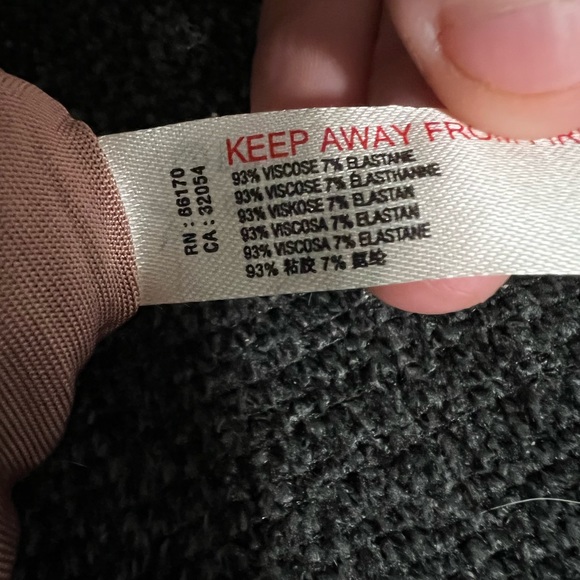 KEEP AWAY FROM
93% VISCOSE 7% ELASTANE
93% VISCOSE 7% ÉLASTHANNE
93% VISKOSE 7% ELASTAN
93% VISCOSA 7% ELASTAN
93% VISCOSA 7% ELASTANE
93% 粘胶 7% 氨纶
RN : 66170
CA : 32054